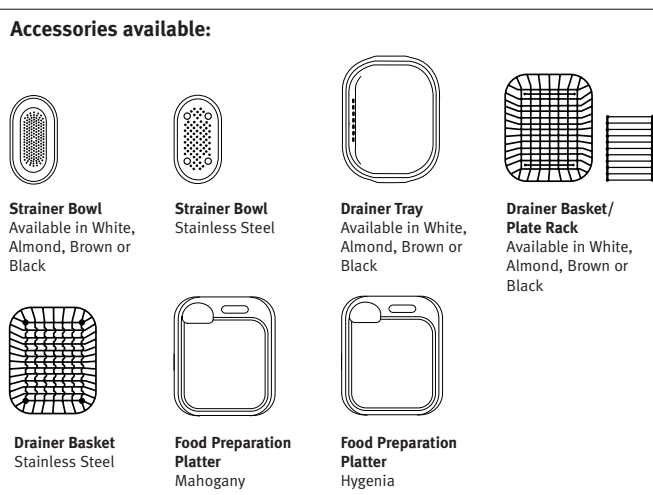 Accessories available:
Strainer Bowl
Available in White,
Almond, Brown or
Black
Strainer Bowl
Stainless Steel
Drainer Tray
Available in White,
Almond, Brown or
Black
Drainer Basket/
Plate Rack
Available in White,
Almond, Brown or
Black
Drainer Basket
Stainless Steel
Food Preparation
Platter
Mahogany
Food Preparation
Platter
Hygenia